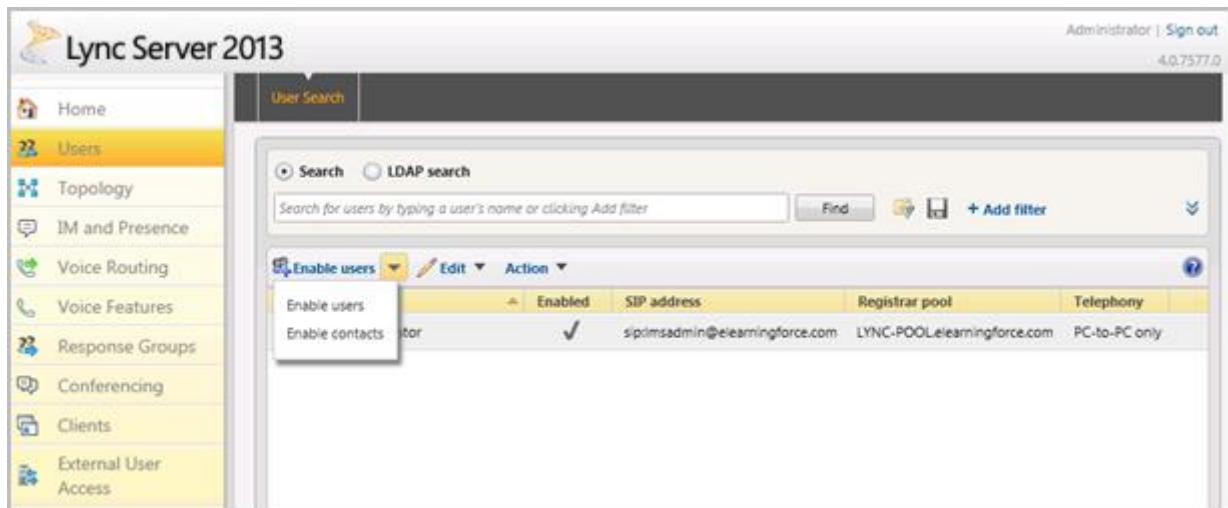 Lync Server 2013
Administrator | Sign out
4.0.7577.0
Home
Users
Topology
IM and Presence
Voice Routing
Voice Features
Response Groups
Conferencing
Clients
External User
Access
User Search
Search LDAP search
Search for users by typing a user's name or clicking Add filter Find + Add filter
Enable users Edit Action
Enable users
Enable contacts
Enabled SIP address Registrar pool Telephony
tor sip:lmsadmin@elearningforce.com LYNC-POOL.elearningforce.com PC-to-PC only